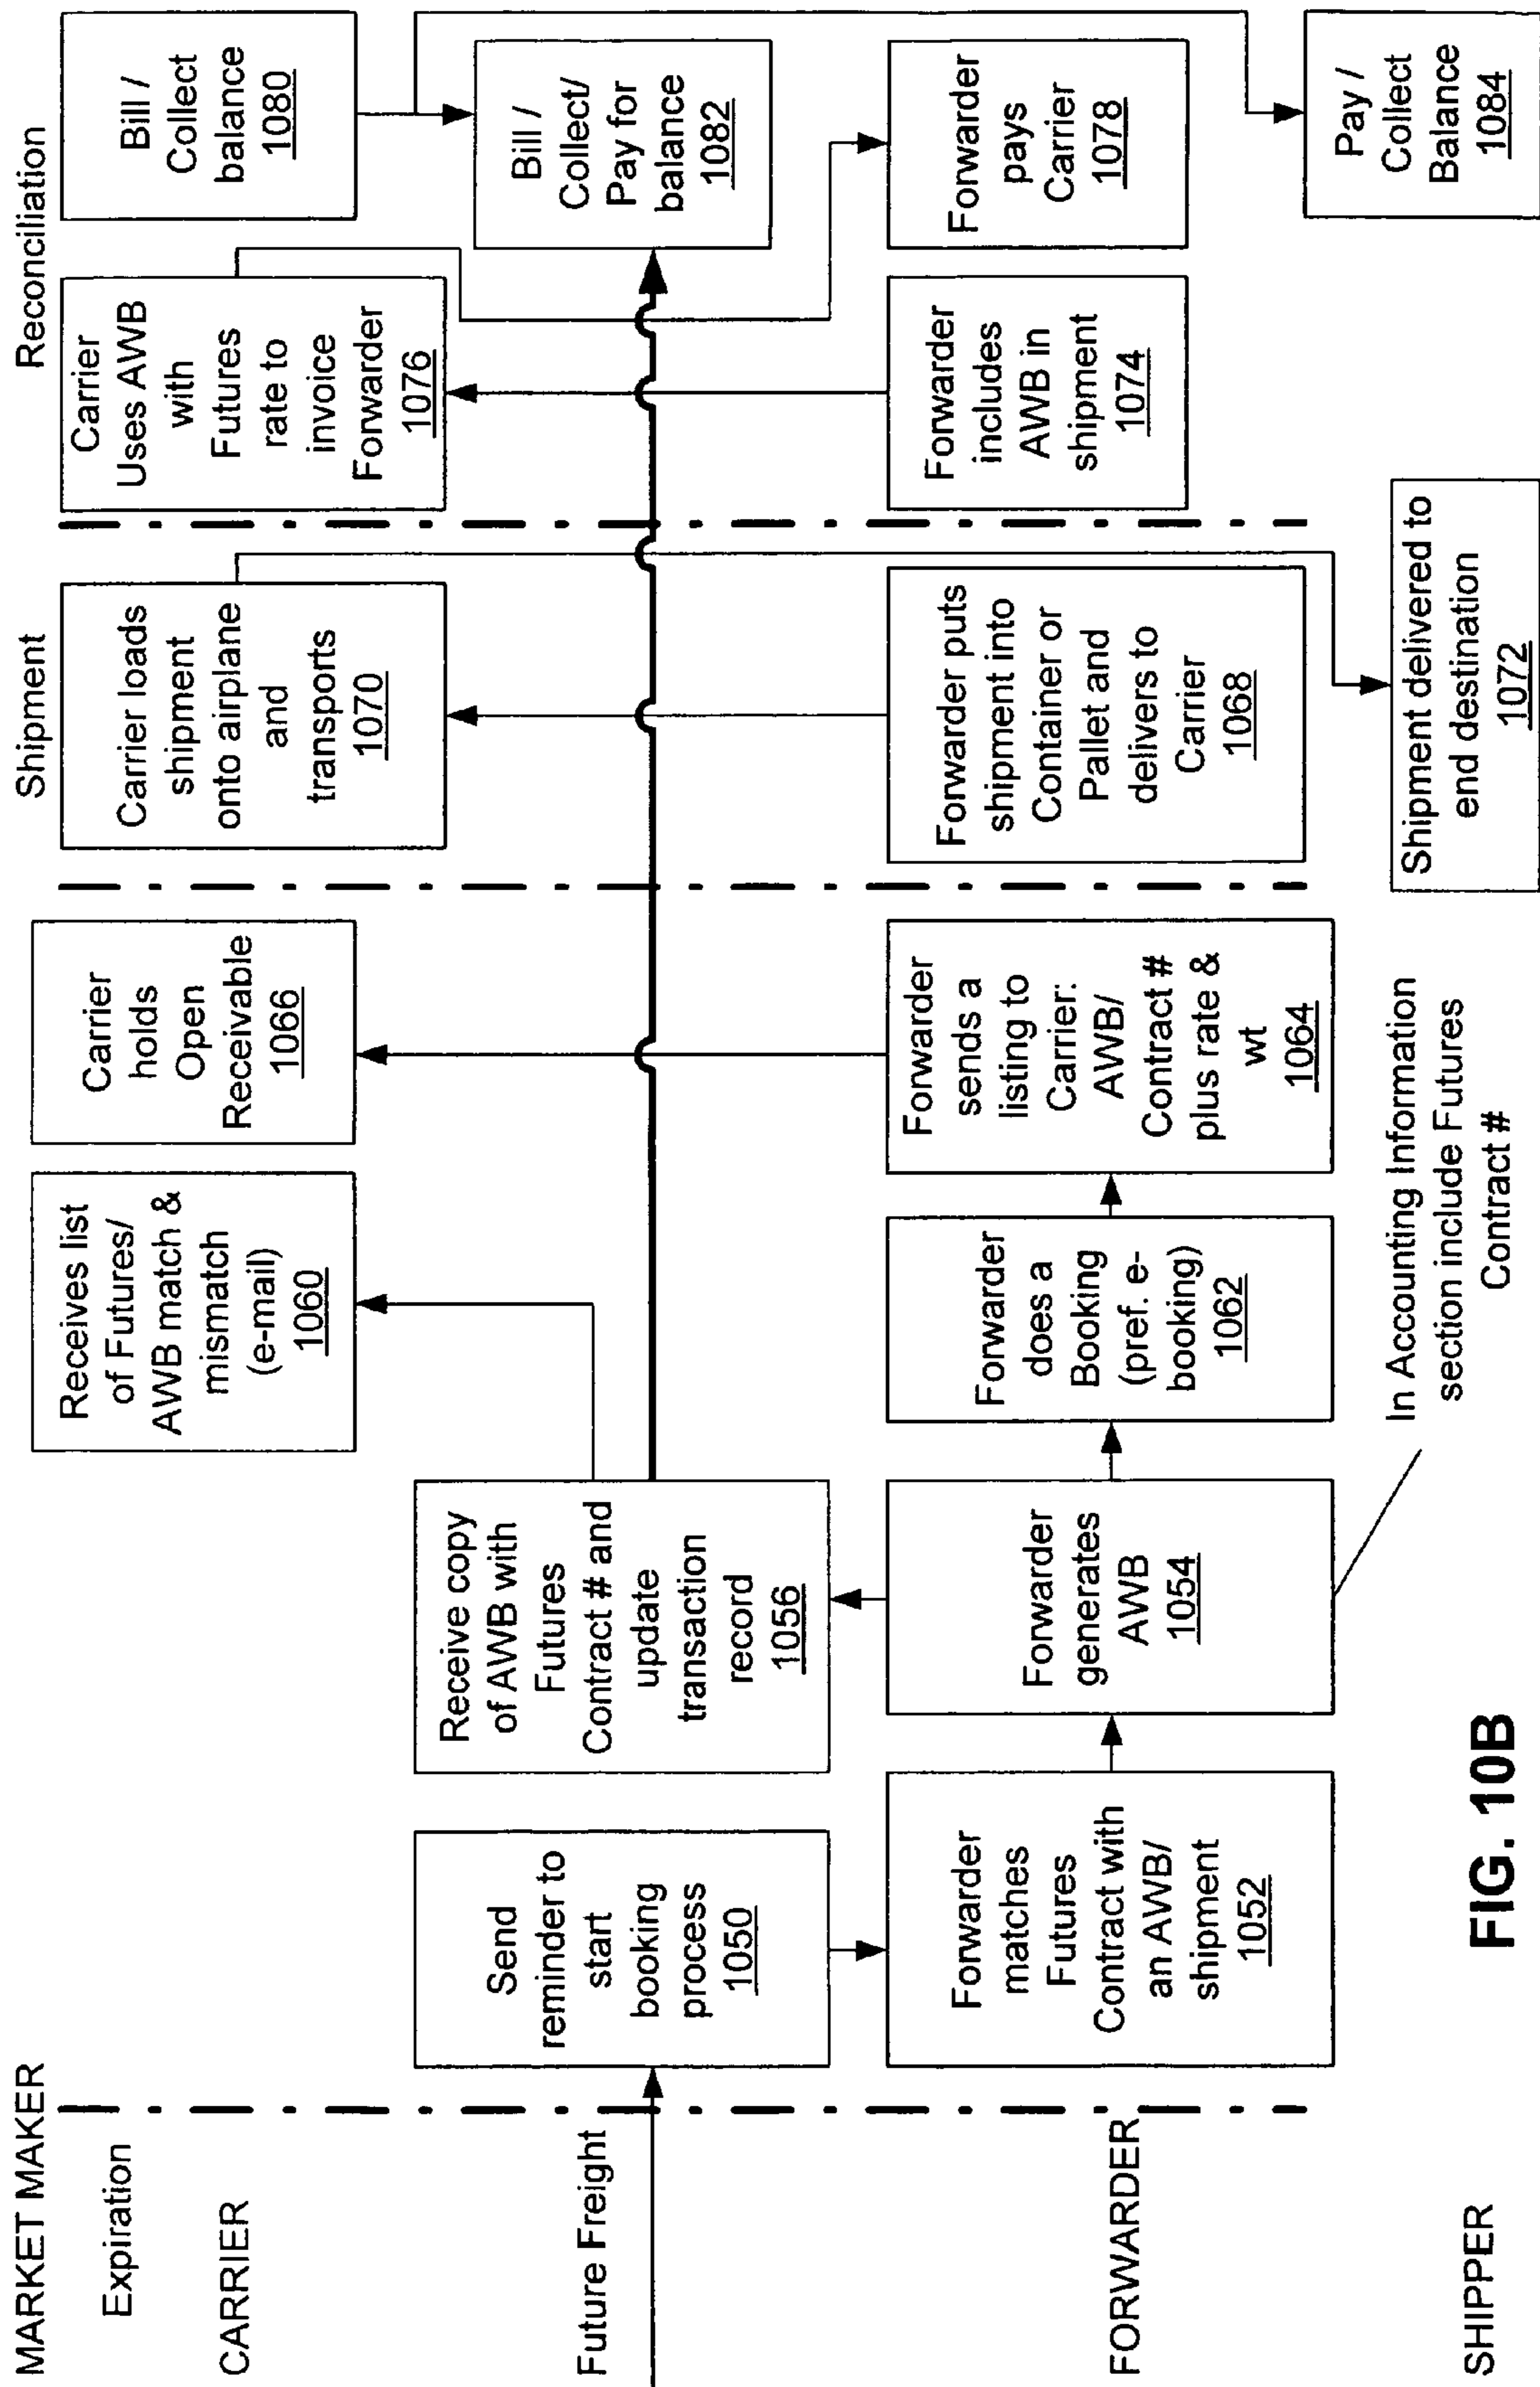 MARKET MAKER
Expiration
CARRIER
Future Freight
FORWARDER
SHIPPER
Send
reminder to
start
booking
process
1050
Forwarder
matches
Futures
Contract with
an AWB/
shipment
1052
Receive copy
of AWB with
Futures
Contract # and
update
transaction
record
1056
Forwarder
generates
AWB
1054
In Accounting Information
section include Futures
Contract #
Receives list
of Futures/
AWB match &
mismatch
(e-mail)
1060
Forwarder
does a
Booking
(pref. e-
booking)
1062
Carrier
holds
Open
Receivable
1066
Forwarder
sends a
listing to
Carrier:
AWB/
Contract #
plus rate &
wt
1064
Shipment
Carrier loads
shipment
onto airplane
and
transports
1070
Forwarder puts
shipment into
Container or
Pallet and
delivers to
Carrier
1068
Shipment delivered to
end destination
1072
Reconciliation
Carrier
Uses AWB
with
Futures
rate to
invoice
Forwarder
1076
Forwarder
includes
AWB in
shipment
1074
Bill /
Collect
balance
1080
Bill /
Collect/
Pay for
balance
1082
Forwarder
pays
Carrier
1078
Pay /
Collect
Balance
1084
FIG. 10B